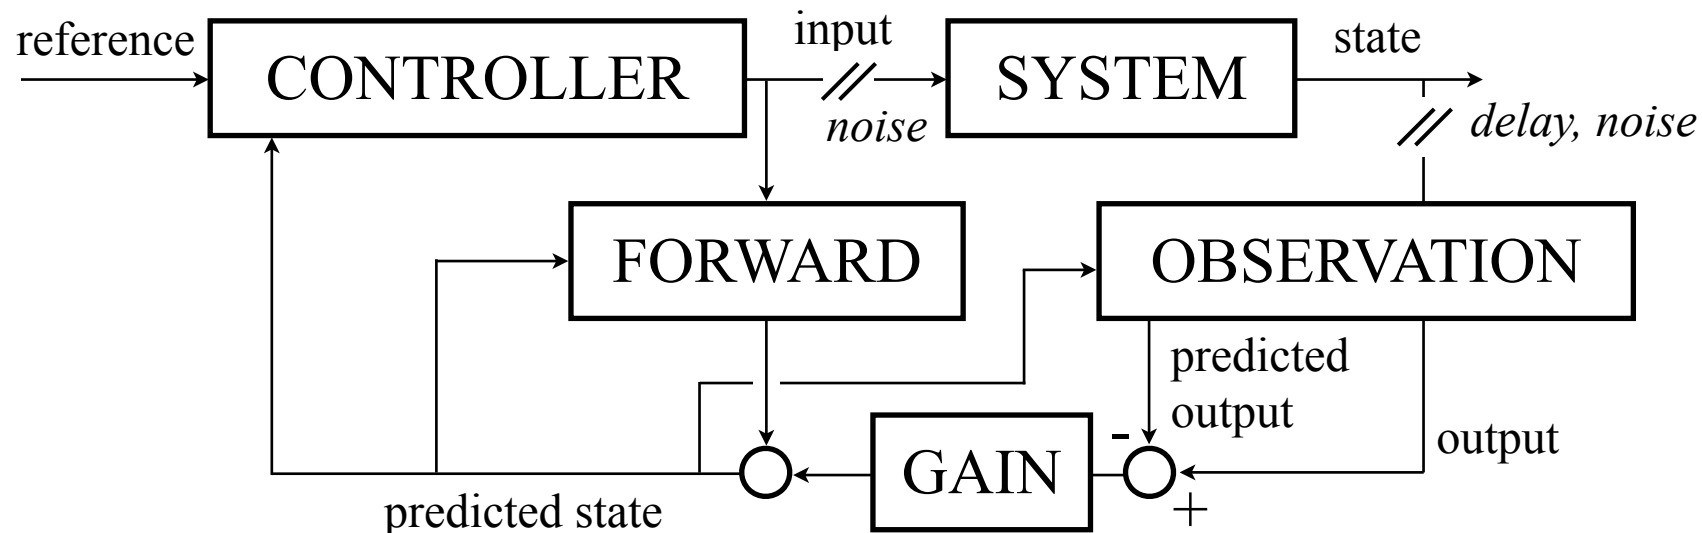 reference
CONTROLLER
input
noise
SYSTEM
state
delay, noise
FORWARD
OBSERVATION
predicted
output
output
-
GAIN
+
predicted state